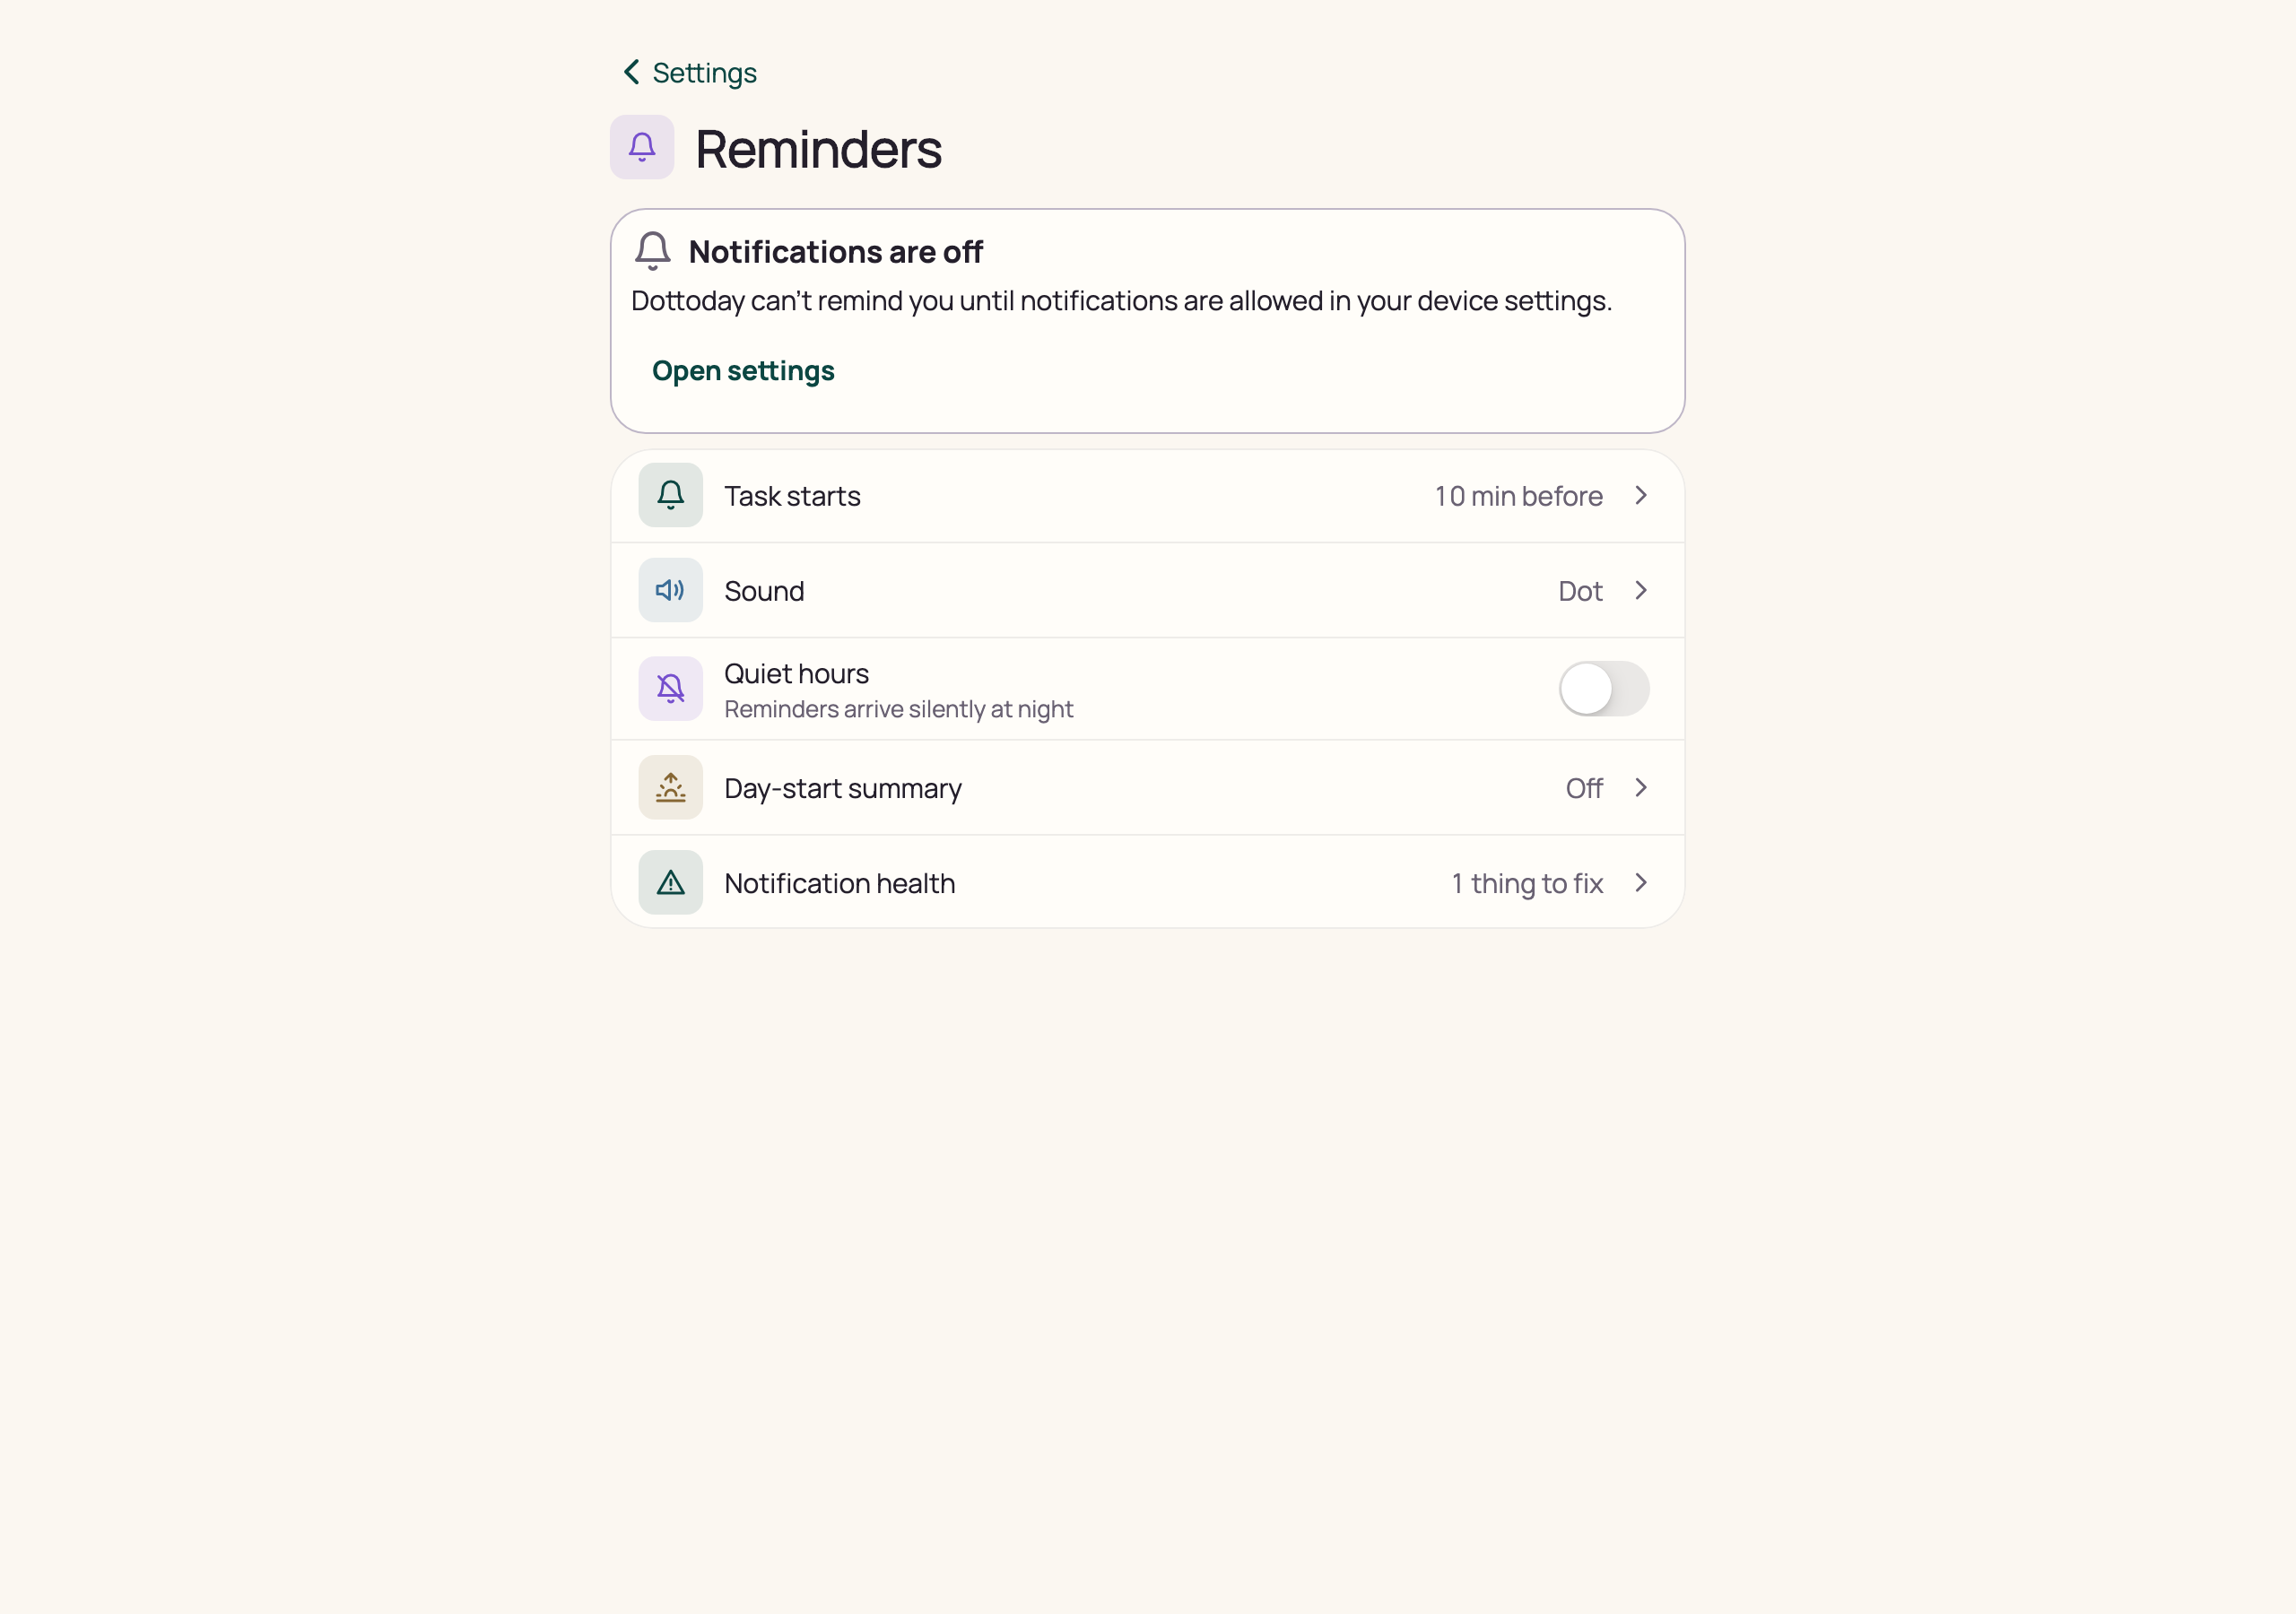 Settings
Reminders
Notifications are off
Dottoday can’t remind you until notifications are allowed in your device settings.
Open settings
Task starts 10 min before
Sound Dot
Quiet hours
Reminders arrive silently at night
Day-start summary Off
Notification health 1 thing to fix